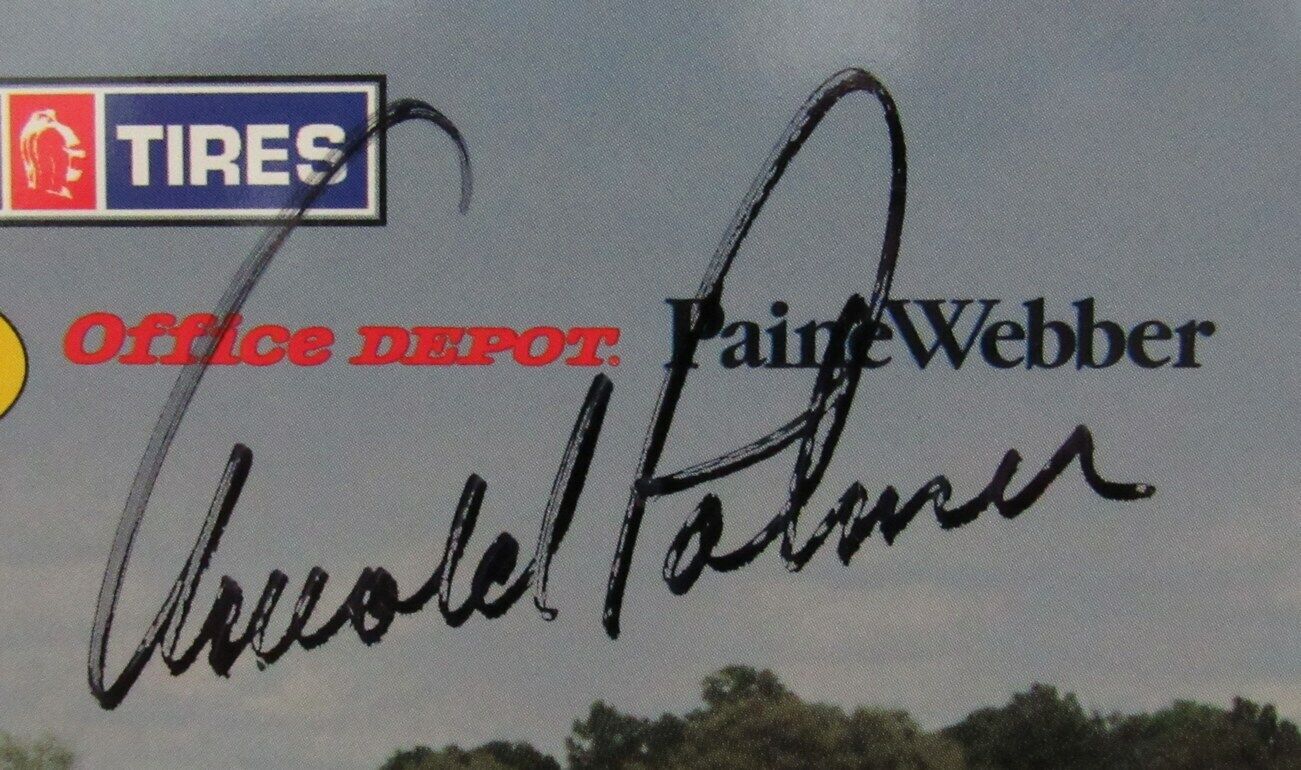 TIRES
Office DEPOT. PaineWebber
Arnold Palmer